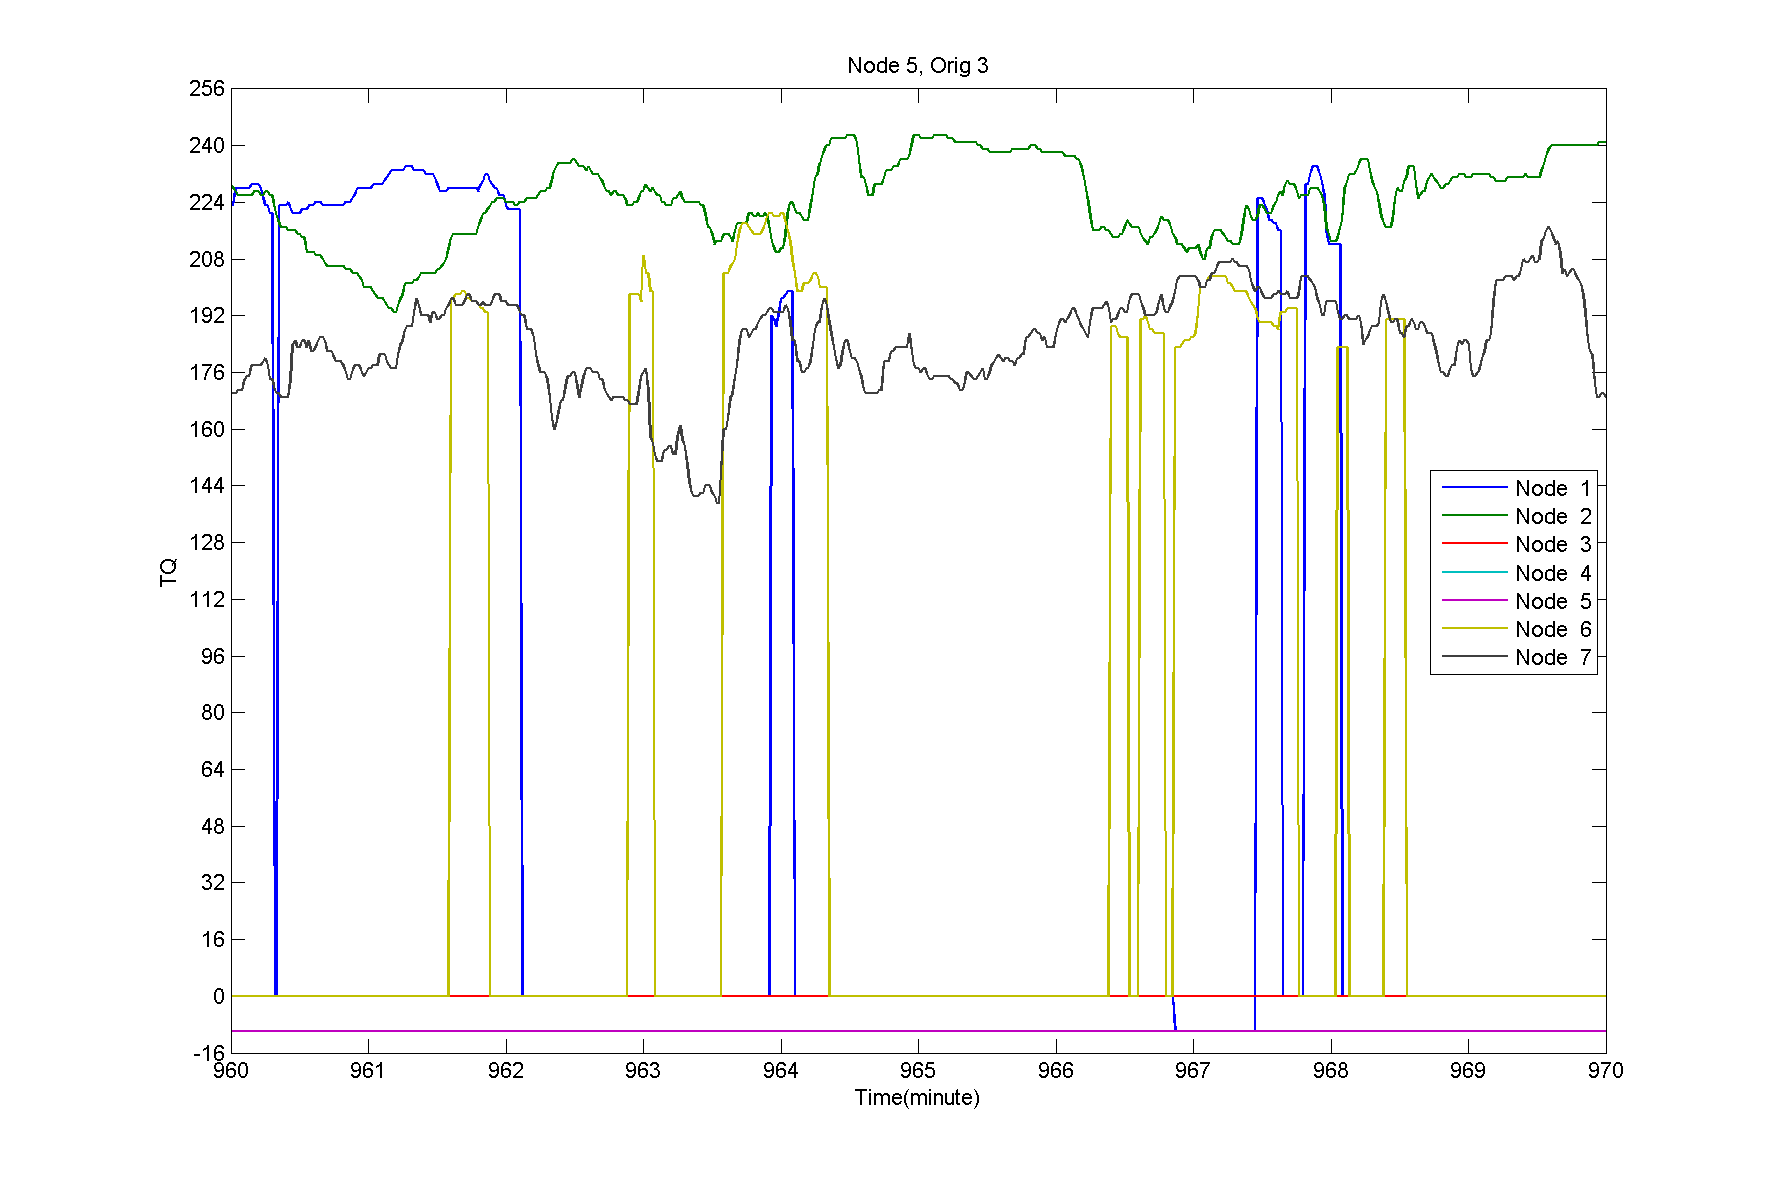 Node 5, Orig 3
256
240
224
208
192
176
160
144
128
112
96
80
64
48
32
16
0
-16
TQ
Node 1
Node 2
Node 3
Node 4
Node 5
Node 6
Node 7
960 961 962 963 964 965 966 967 968 969 970
Time(minute)